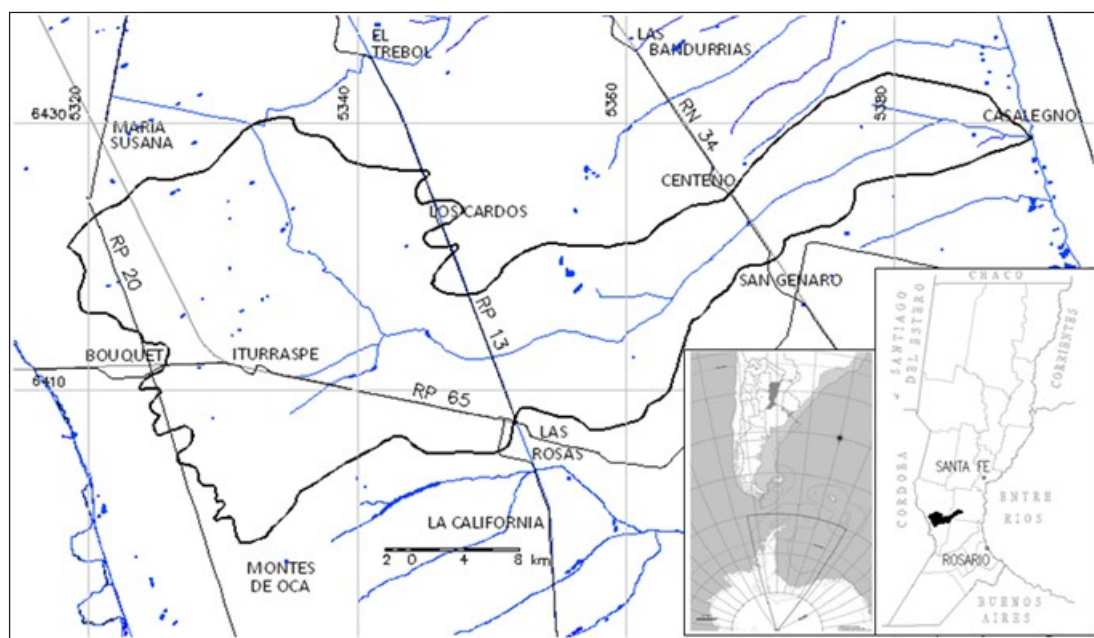 EL
TREBOL
LAS
BANDURRIAS
5320
5340
5360
5380
6430
MARIA
SUSANA
RN 34
CASALEGNO
CENTENO
LOS CARDOS
RP 20
RP 13
SAN GENARO
BOUQUET
ITURRASPE
6410
RP 65
LAS
ROSAS
LA CALIFORNIA
2 0 4 8 km
MONTES
DE OCA
CHACO
SANTIAGO
DEL ESTERO
CORRIENTES
SANTA FE
CORDOBA
ENTRE
RIOS
ROSARIO
BUENOS
AIRES